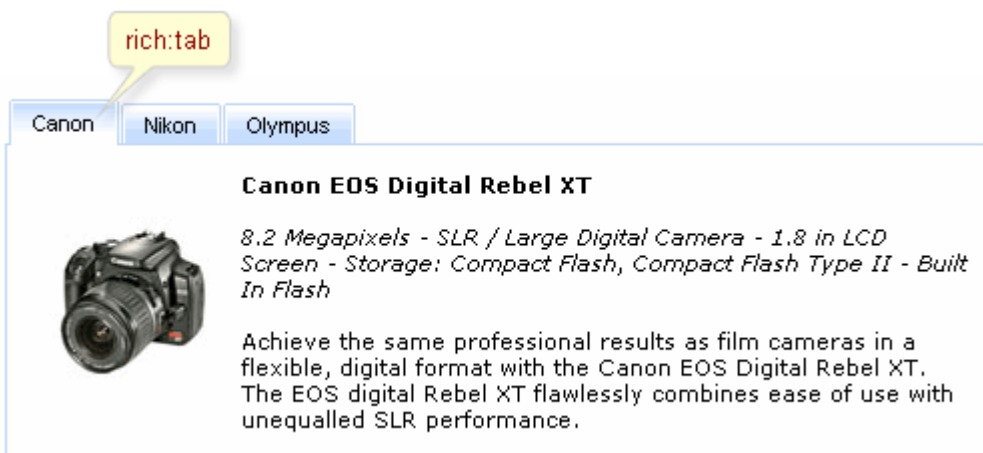 rich:tab
Canon Nikon Olympus
Canon EOS Digital Rebel XT
8.2 Megapixels - SLR / Large Digital Camera - 1.8 in LCD
Screen - Storage: Compact Flash, Compact Flash Type II - Built
In Flash
Achieve the same professional results as film cameras in a
flexible, digital format with the Canon EOS Digital Rebel XT.
The EOS digital Rebel XT flawlessly combines ease of use with
unequalled SLR performance.